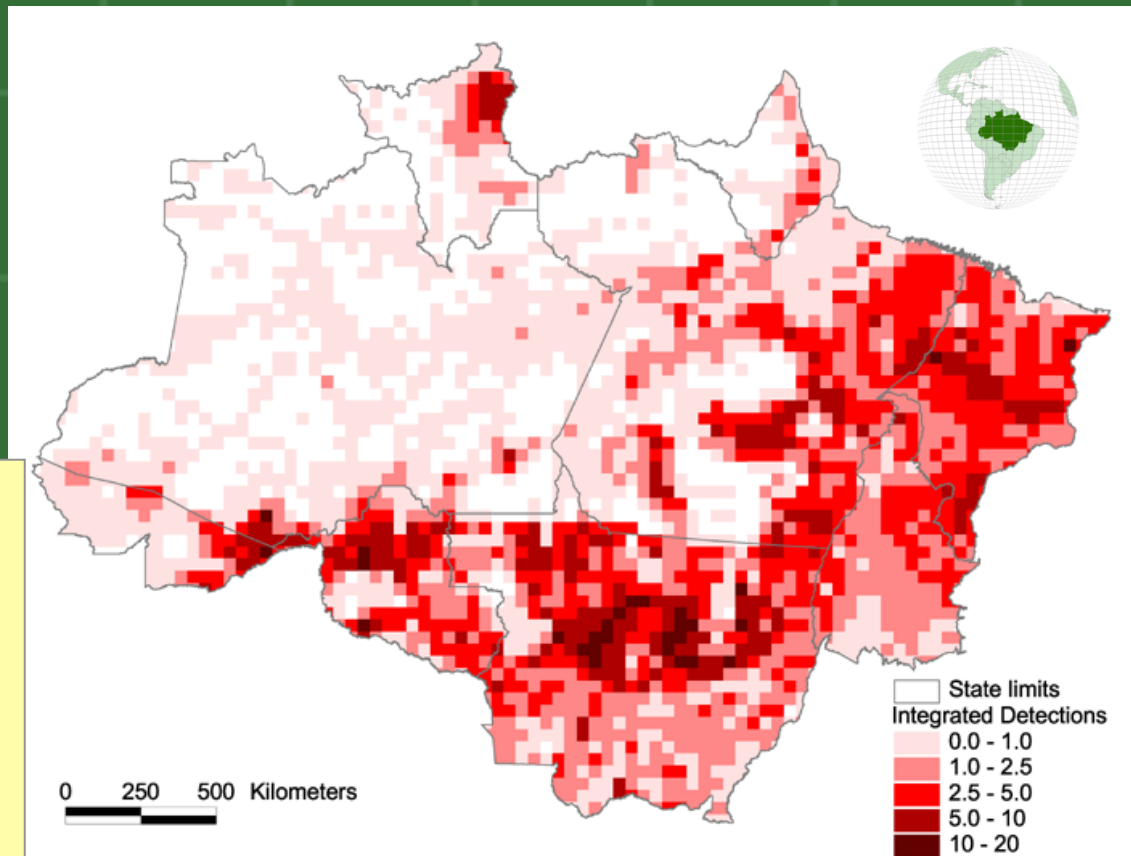 State limits
Integrated Detections
0.0 - 1.0
1.0 - 2.5
2.5 - 5.0
5.0 - 10
10 - 20
0 250 500 Kilometers